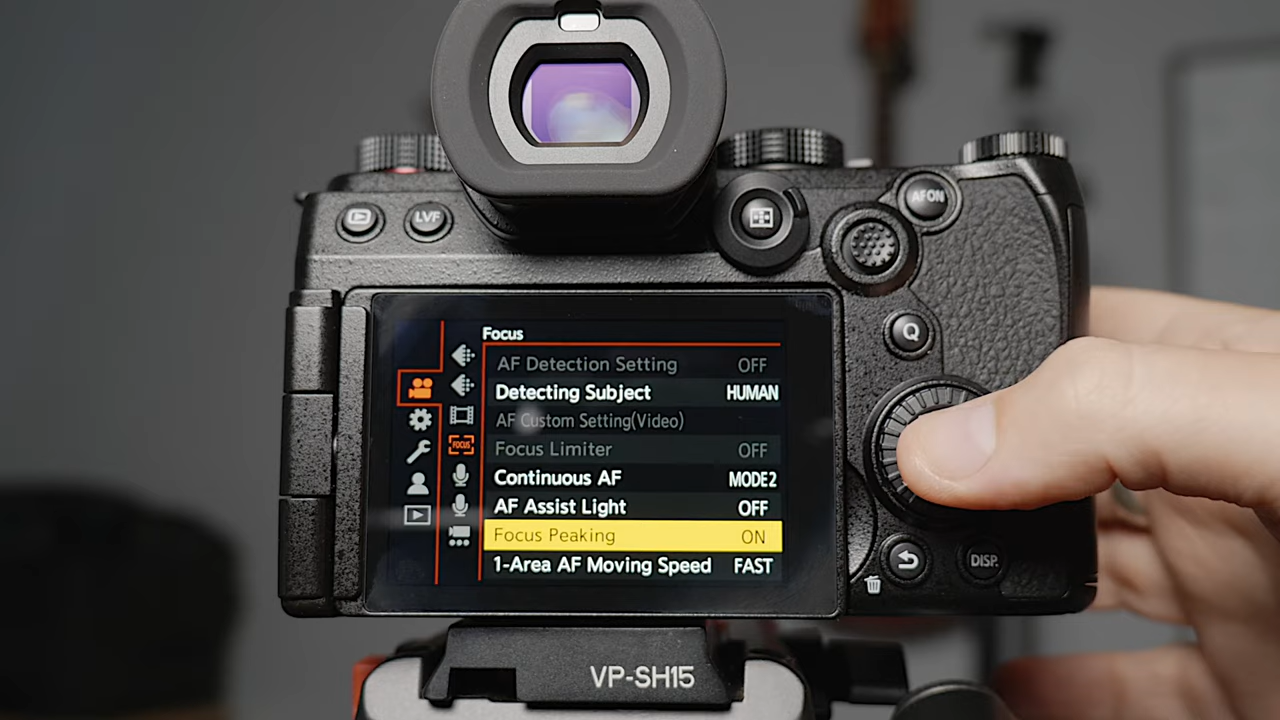 LVF
AF ON
Q
Focus
AF Detection Setting OFF
Detecting Subject HUMAN
AF Custom Setting(Video)
Focus Limiter OFF
FOCUS
Continuous AF MODE2
AF Assist Light OFF
Focus Peaking ON
1-Area AF Moving Speed FAST
DISP.
VP-SH15